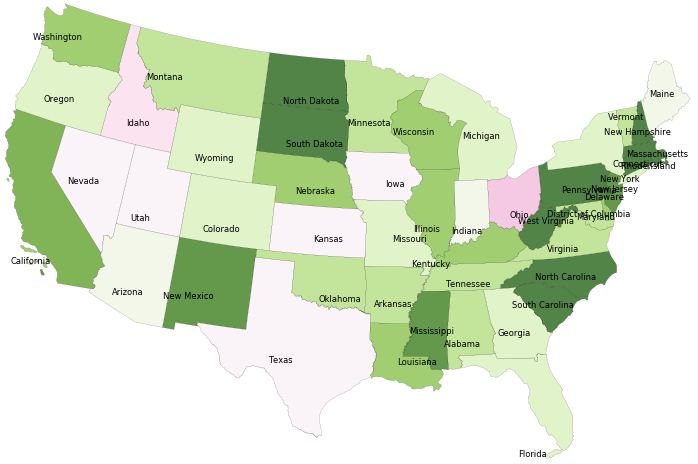 Washington
Oregon
California
Idaho
Nevada
Montana
Wyoming
Utah
Arizona
Colorado
New Mexico
North Dakota
South Dakota
Nebraska
Kansas
Oklahoma
Texas
Minnesota
Iowa
Missouri
Arkansas
Louisiana
Wisconsin
Illinois
Michigan
Indiana
Ohio
Kentucky
Tennessee
Mississippi
Alabama
Georgia
Florida
South Carolina
North Carolina
Virginia
West Virginia
District of Columbia
Maryland
Delaware
New Jersey
Pennsylvania
New York
Connecticut
Rhode Island
Massachusetts
New Hampshire
Vermont
Maine